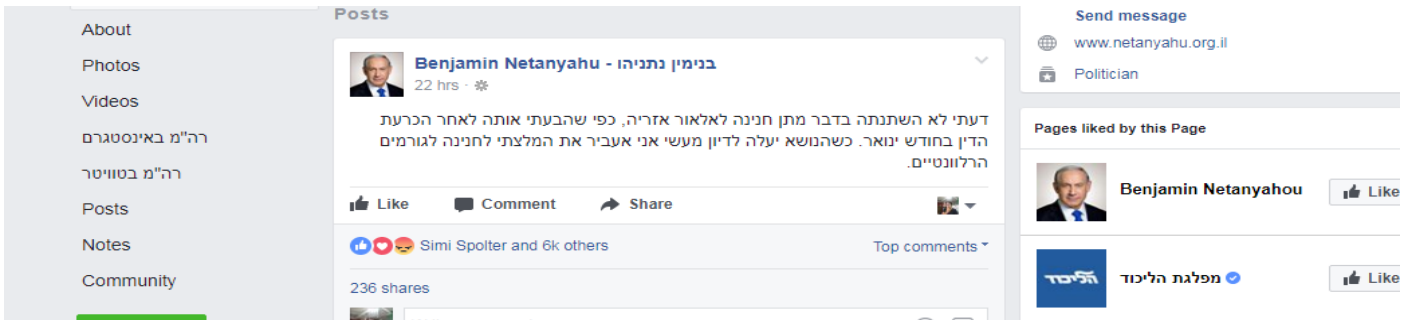 About
Photos
Videos
רה"מ באינסטגרם
רה"מ בטוויטר
Posts
Notes
Community
Posts
Benjamin Netanyahu - בנימין נתניהו
22 hrs ·
דעתי לא השתנתה בדבר מתן חנינה לאלאור אזריה, כפי שהבעתי אותה לאחר הכרעת
הדין בחודש ינואר. כשהנושא יעלה לדיון מעשי אני אעביר את המלצתי לחנינה לגורמים
הרלוונטיים.
Like Comment Share
Simi Spolter and 6k others
Top comments
236 shares
Send message
www.netanyahu.org.il
Politician
Pages liked by this Page
Benjamin Netanyahou
Like
הליכוד
מפלגת הליכוד
Like